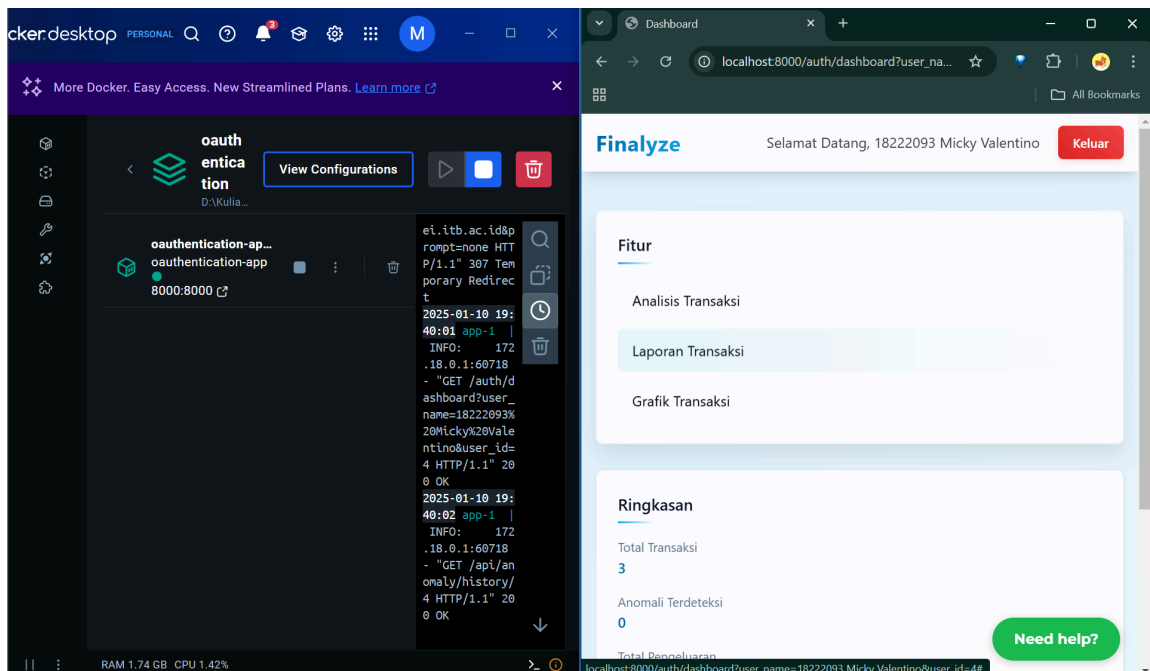 cker.desktop PERSONAL
3
M
More Docker. Easy Access. New Streamlined Plans. Learn more
oauth
entica
tion
D:\Kulia...
View Configurations
oauthentication-ap...
oauthentication-app
8000:8000
ei.itb.ac.id&p
rompt=none HTT
P/1.1" 307 Tem
porary Redirec
t
2025-01-10 19:
40:01 app-1 |
INFO: 172
.18.0.1:60718
- "GET /auth/d
ashboard?user_
name=18222093%
20Micky%20Vale
ntino&user_id=
4 HTTP/1.1" 20
0 OK
2025-01-10 19:
40:02 app-1 |
INFO: 172
.18.0.1:60718
- "GET /api/an
omaly/history/
4 HTTP/1.1" 20
0 OK
RAM 1.74 GB CPU 1.42%
Dashboard
localhost:8000/auth/dashboard?user_na...
All Bookmarks
Finalyze
Selamat Datang, 18222093 Micky Valentino
Keluar
Fitur
Analisis Transaksi
Laporan Transaksi
Grafik Transaksi
Ringkasan
Total Transaksi
3
Anomali Terdeteksi
0
Total Pengeluaran
Need help?
localhost:8000/auth/dashboard?user_name=18222093 Micky Valentino&user_id=4#